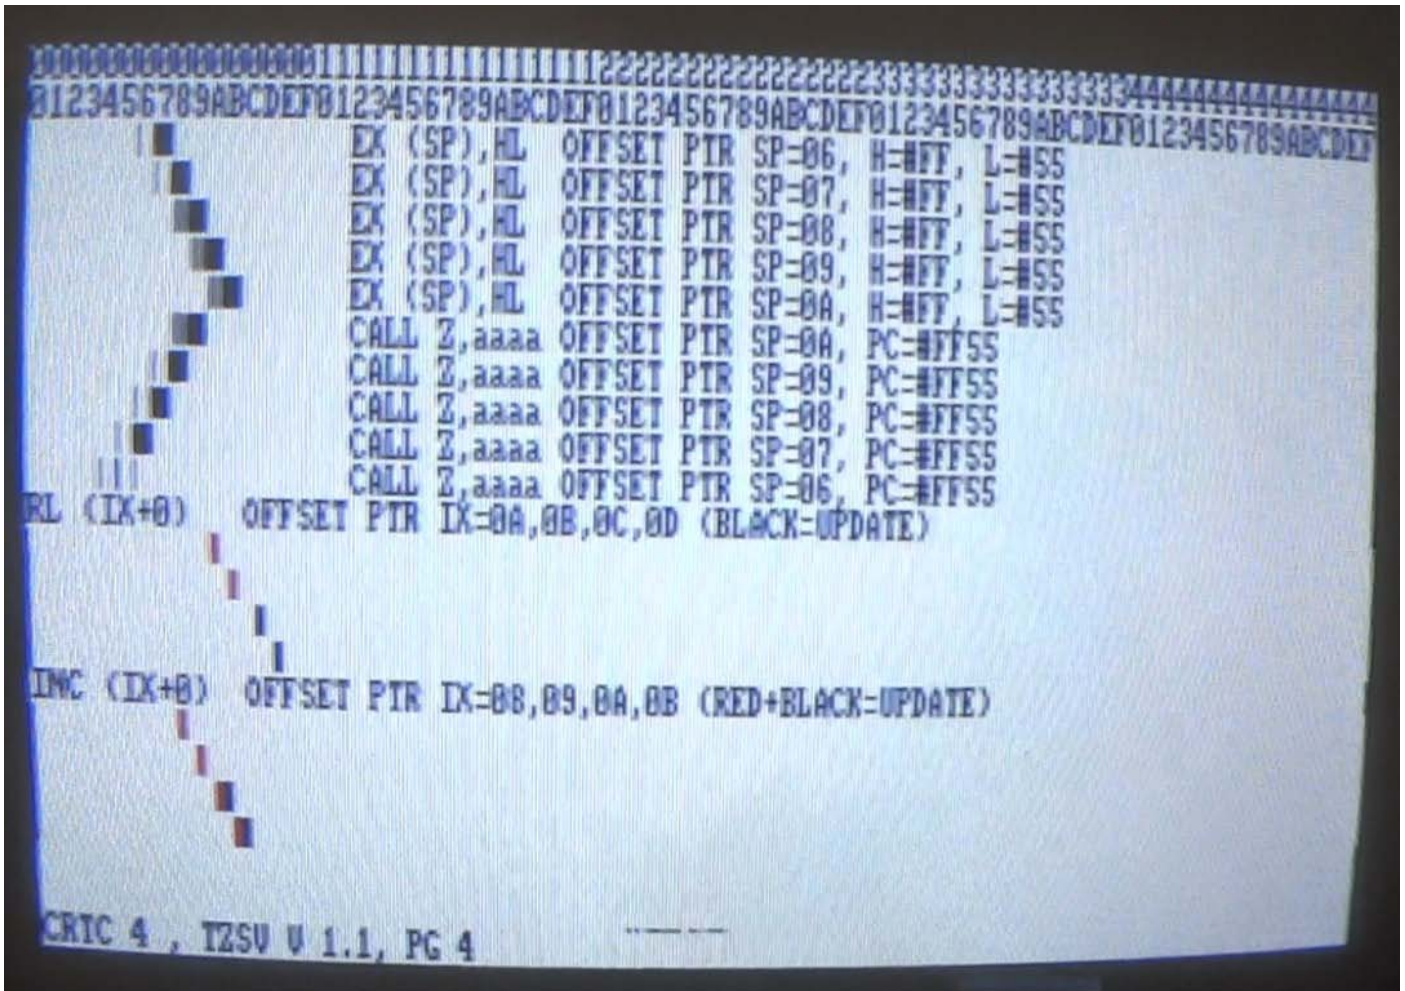 00000000000000001111111111111111222222222222222233333333333333334444444444444444
0123456789ABCDEF0123456789ABCDEF0123456789ABCDEF0123456789ABCDEF0123456789ABCDEF
EX (SP),HL OFFSET PTR SP=06, H=#FF, L=#55
EX (SP),HL OFFSET PTR SP=07, H=#FF, L=#55
EX (SP),HL OFFSET PTR SP=08, H=#FF, L=#55
EX (SP),HL OFFSET PTR SP=09, H=#FF, L=#55
EX (SP),HL OFFSET PTR SP=0A, H=#FF, L=#55
CALL Z,aaaa OFFSET PTR SP=0A, PC=#FF55
CALL Z,aaaa OFFSET PTR SP=09, PC=#FF55
CALL Z,aaaa OFFSET PTR SP=08, PC=#FF55
CALL Z,aaaa OFFSET PTR SP=07, PC=#FF55
CALL Z,aaaa OFFSET PTR SP=06, PC=#FF55
RL (IX+0) OFFSET PTR IX=0A,0B,0C,0D (BLACK=UPDATE)
INC (IX+0) OFFSET PTR IX=08,09,0A,0B (RED+BLACK=UPDATE)
CRTC 4 , TZSV V 1.1, PG 4